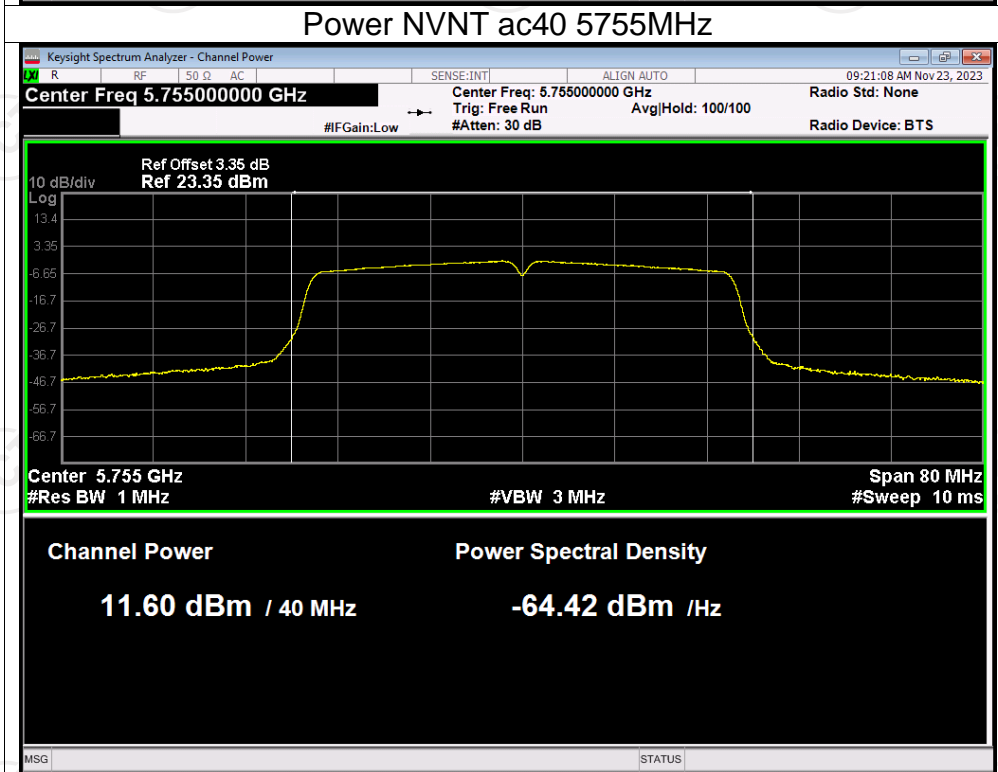 Power NVNT ac40 5755MHz
Keysight Spectrum Analyzer - Channel Power
LXI R RF 50 Ω AC SENSE:INT ALIGN AUTO 09:21:08 AM Nov 23, 2023
Center Freq 5.755000000 GHz Center Freq: 5.755000000 GHz Radio Std: None
Trig: Free Run Avg|Hold: 100/100
#IFGain:Low #Atten: 30 dB Radio Device: BTS
Ref Offset 3.35 dB
10 dB/div Ref 23.35 dBm
Log
13.4
3.35
-6.65
-16.7
-26.7
-36.7
-46.7
-56.7
-66.7
Center 5.755 GHz Span 80 MHz
#Res BW 1 MHz #VBW 3 MHz #Sweep 10 ms
Channel Power Power Spectral Density
11.60 dBm / 40 MHz -64.42 dBm /Hz
MSG STATUS